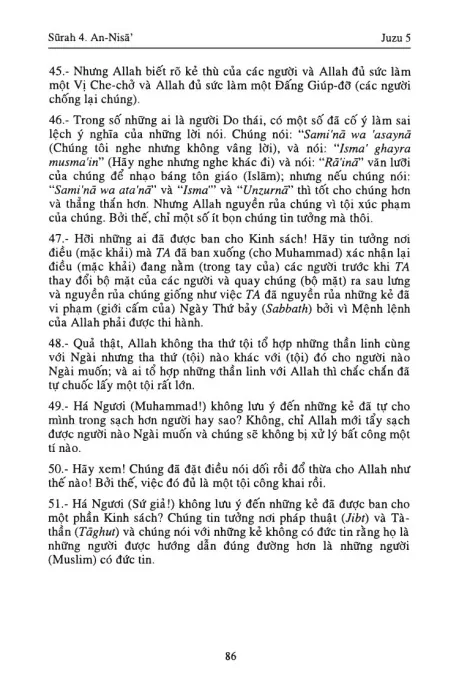 Sūrah 4. An-Nisā’ Juzu 5
45.- Nhưng Allah biết rõ kẻ thù của các người và Allah đủ sức làm
một Vị Che-chở và Allah đủ sức làm một Đấng Giúp-đỡ (các người
chống lại chúng).
46.- Trong số những ai là người Do thái, có một số đã cố ý làm sai
lệch ý nghĩa của những lời nói. Chúng nói: “Sami'nā wa 'asaynā
(Chúng tôi nghe nhưng không vâng lời), và nói: “Isma' ghayra
musma'in” (Hãy nghe nhưng nghe khác đi) và nói: “Rā'inā” văn lưỡi
của chúng để nhạo báng tôn giáo (Islām); nhưng nếu chúng nói:
“Sami'nā wa ata'nā” và “Isma'” và “Unzurnā” thì tốt cho chúng hơn
và thẳng thắn hơn. Nhưng Allah nguyền rủa chúng vì tội xúc phạm
của chúng. Bởi thế, chỉ một số ít bọn chúng tin tưởng mà thôi.
47.- Hỡi những ai đã được ban cho Kinh sách! Hãy tin tưởng nơi
điều (mặc khải) mà TA đã ban xuống (cho Muhammad) xác nhận lại
điều (mặc khải) đang nằm (trong tay của) các người trước khi TA
thay đổi bộ mặt của các người và quay chúng (bộ mặt) ra sau lưng
và nguyền rủa chúng giống như việc TA đã nguyền rủa những kẻ đã
vi phạm (giới cấm của) Ngày Thứ bảy (Sabbath) bởi vì Mệnh lệnh
của Allah phải được thi hành.
48.- Quả thật, Allah không tha thứ tội tổ hợp những thần linh cùng
với Ngài nhưng tha thứ (tội) nào khác với (tội) đó cho người nào
Ngài muốn; và ai tổ hợp những thần linh với Allah thì chắc chắn đã
tự chuốc lấy một tội rất lớn.
49.- Há Ngươi (Muhammad!) không lưu ý đến những kẻ đã tự cho
mình trong sạch hơn người hay sao? Không, chỉ Allah mới tẩy sạch
được người nào Ngài muốn và chúng sẽ không bị xử lý bất công một
tí nào.
50.- Hãy xem! Chúng đã đặt điều nói dối rồi đổ thừa cho Allah như
thế nào! Bởi thế, việc đó đủ là một tội công khai rồi.
51.- Há Ngươi (Sứ giả!) không lưu ý đến những kẻ đã được ban cho
một phần Kinh sách? Chúng tin tưởng nơi pháp thuật (Jibt) và Tà-
thần (Tāghut) và chúng nói với những kẻ không có đức tin rằng họ là
những người được hướng dẫn đúng đường hơn là những người
(Muslim) có đức tin.
86